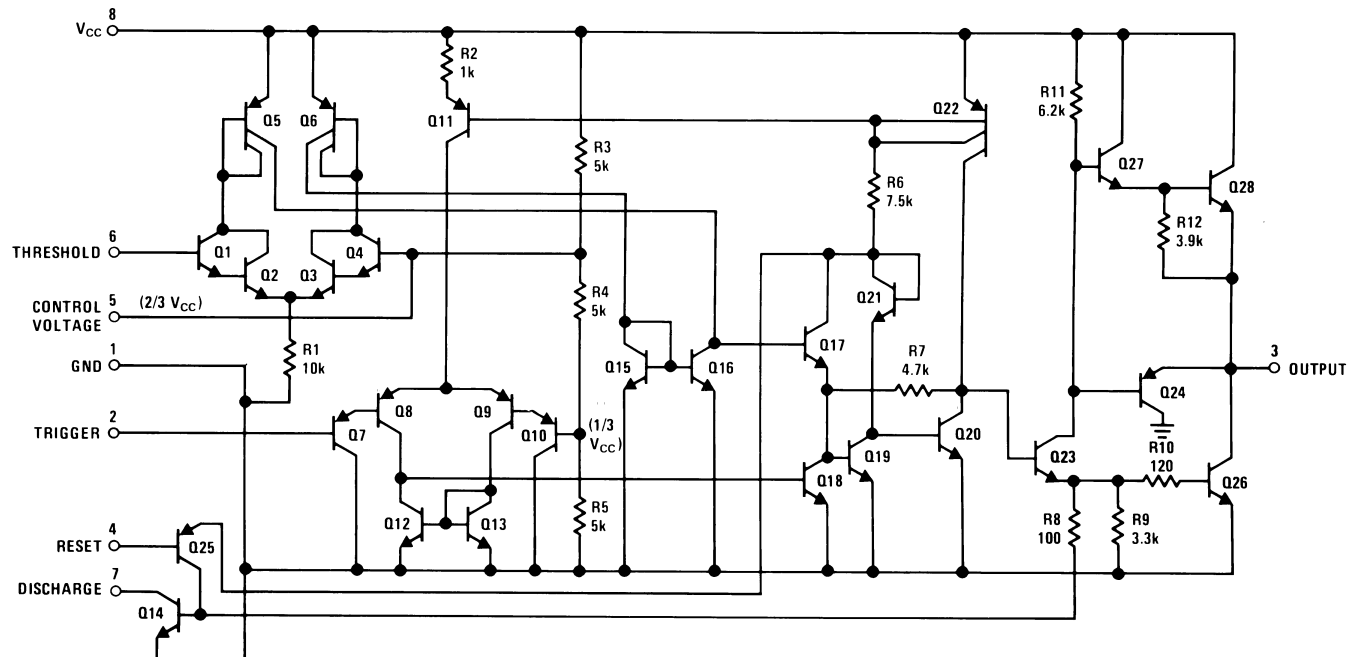 8
VCC
R2
1k
Q5
Q6
Q11
Q22
R11
6.2k
R3
5k
Q27
R6
7.5k
Q28
R12
3.9k
6
THRESHOLD
Q1
Q2
Q3
Q4
5
CONTROL
VOLTAGE
(2/3 VCC)
R4
5k
Q21
1
GND
R1
10k
Q15
Q16
Q17
R7
4.7k
3
OUTPUT
Q24
2
TRIGGER
Q7
Q8
Q9
Q10
(1/3
VCC)
Q18
Q19
Q20
Q23
R10
120
Q26
4
RESET
Q25
Q12
Q13
R5
5k
R8
100
R9
3.3k
7
DISCHARGE
Q14